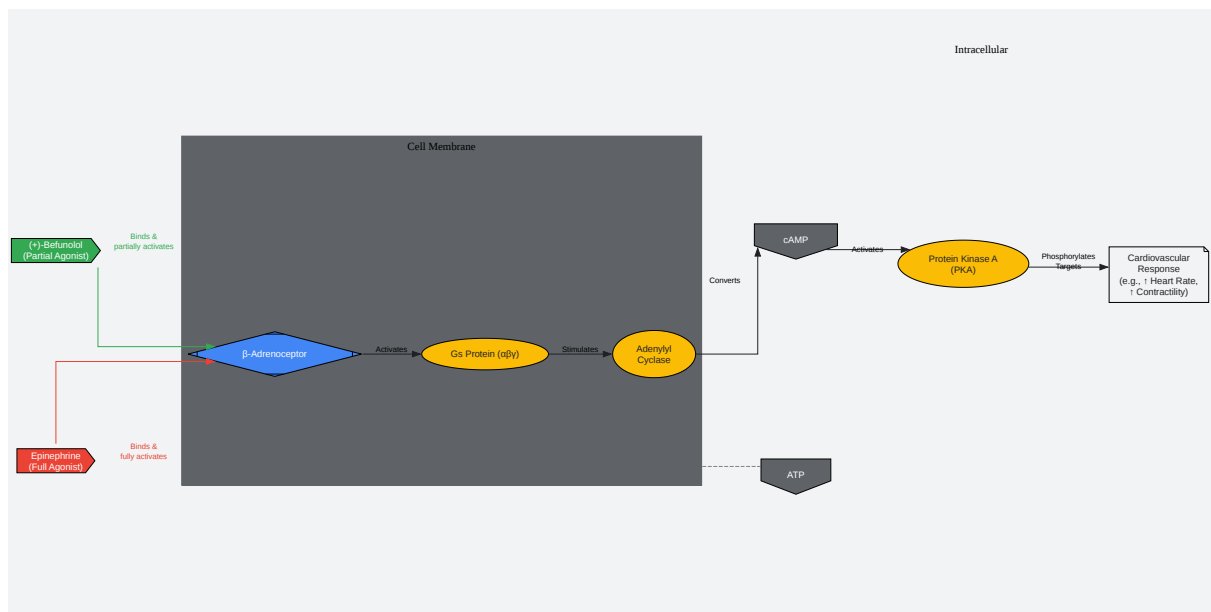 Intracellular
Cell Membrane
(+)-Befunolol
(Partial Agonist)
Binds &
partially activates
cAMP
Activates
Protein Kinase A
(PKA)
Phosphorylates
Targets
Cardiovascular
Response
(e.g., ↑ Heart Rate,
↑ Contractility)
Converts
β-Adrenoceptor
Activates
Gs Protein (αβγ)
Stimulates
Adenylyl
Cyclase
Epinephrine
(Full Agonist)
Binds &
fully activates
ATP